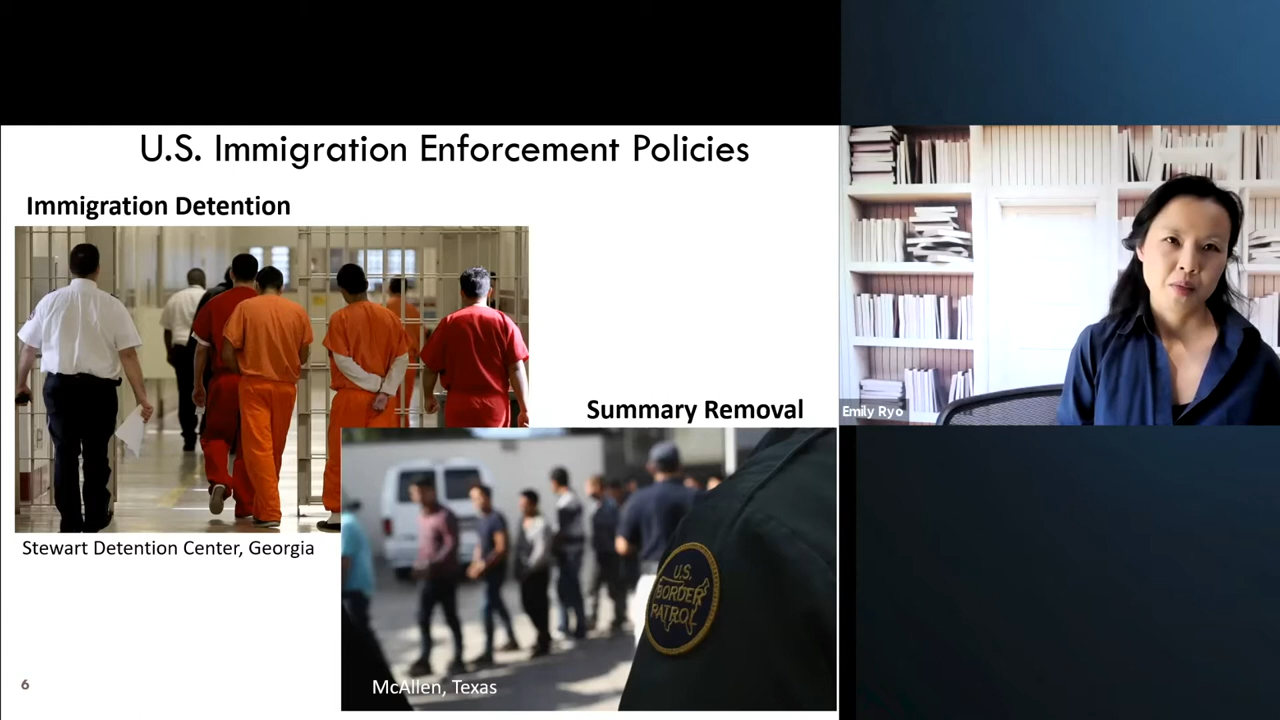 U.S. Immigration Enforcement Policies
Immigration Detention
Stewart Detention Center, Georgia
Summary Removal
U.S.
BORDER
PATROL
McAllen, Texas
6
Emily Ryo